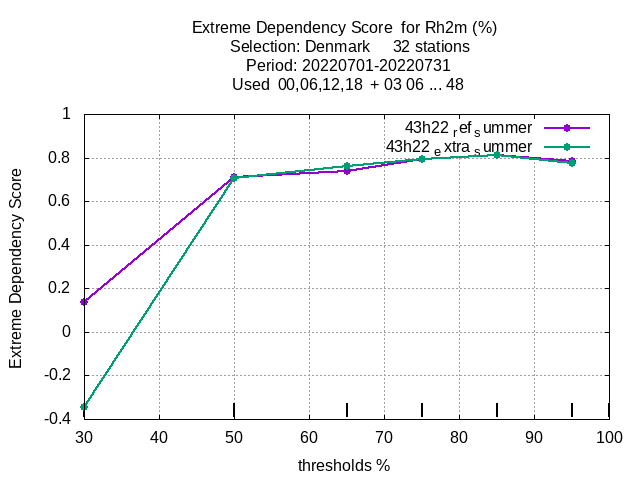 Extreme Dependency Score for Rh2m (%)
Selection: Denmark 32 stations
Period: 20220701-20220731
Used 00,06,12,18 + 03 06 ... 48
43h22 ref summer
43h22 extra summer
Extreme Dependency Score
1
0.8
0.6
0.4
0.2
0
-0.2
-0.4
30 40 50 60 70 80 90 100
thresholds %